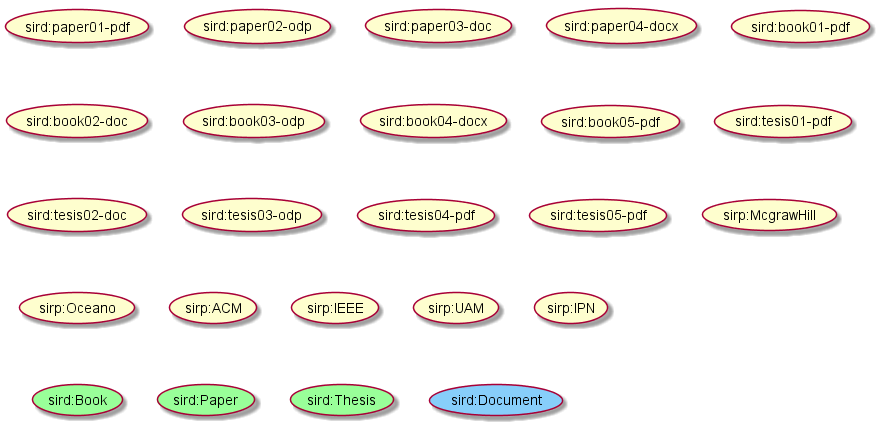 sird:paper01-pdf
sird:paper02-odp
sird:paper03-doc
sird:paper04-docx
sird:book01-pdf
sird:book02-doc
sird:book03-odp
sird:book04-docx
sird:book05-pdf
sird:tesis01-pdf
sird:tesis02-doc
sird:tesis03-odp
sird:tesis04-pdf
sird:tesis05-pdf
sirp:McgrawHill
sirp:Oceano
sirp:ACM
sirp:IEEE
sirp:UAM
sirp:IPN
sird:Book
sird:Paper
sird:Thesis
sird:Document